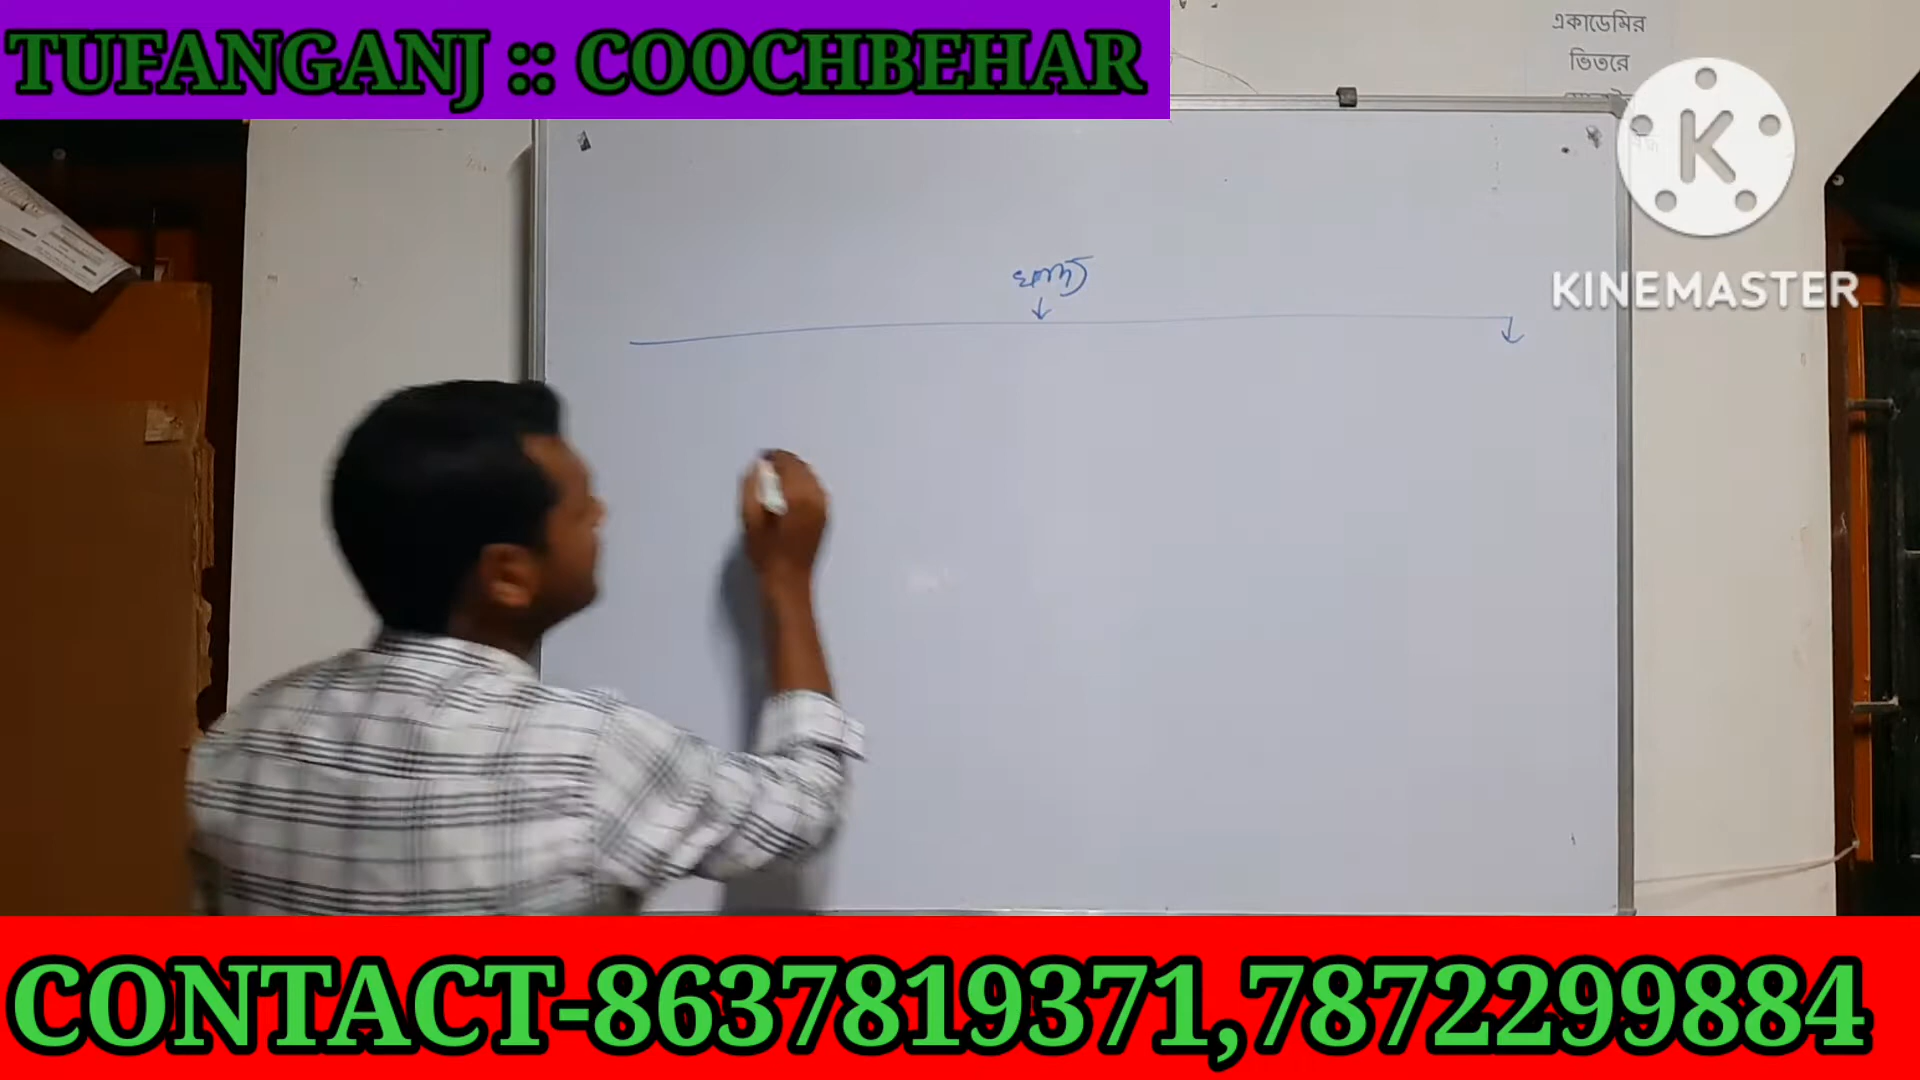 TUFANGANJ :: COOCHBEHAR
একাডেমির
ভিতরে
K
KINEMASTER
CONTACT-8637819371,7872299884